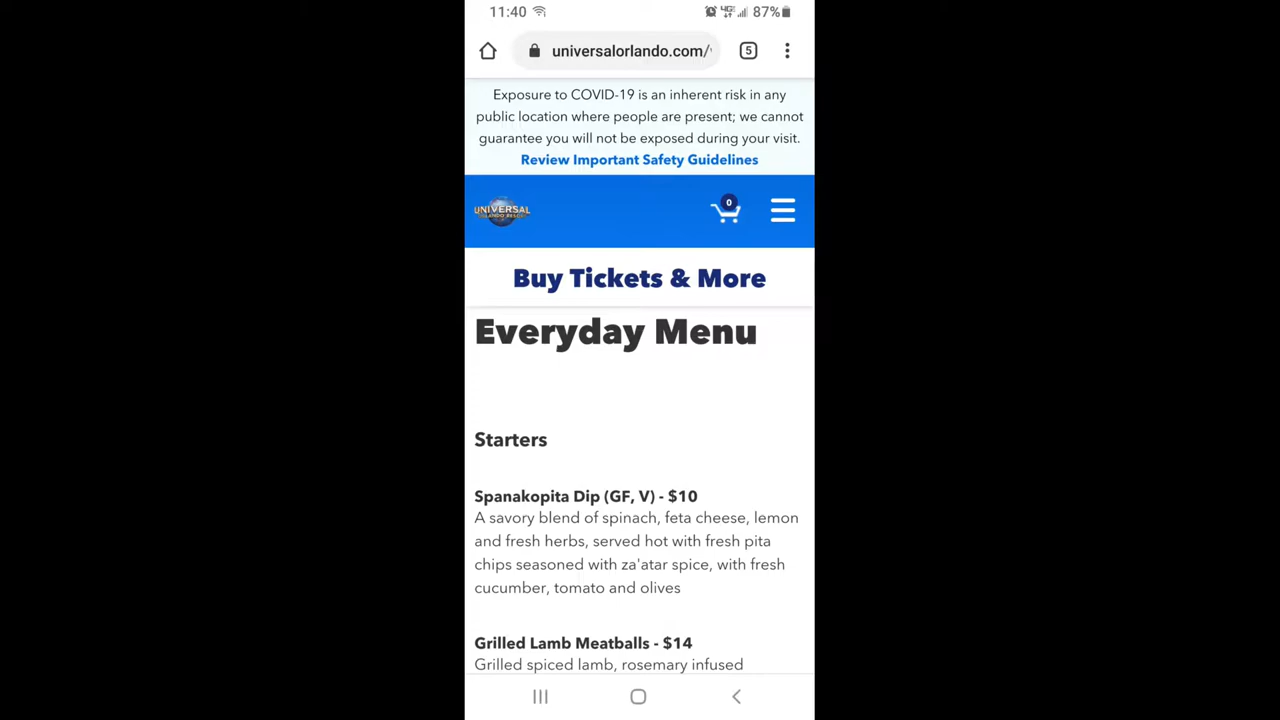 11:40 87%
universalorlando.com/ 5
Exposure to COVID-19 is an inherent risk in any
public location where people are present; we cannot
guarantee you will not be exposed during your visit.
Review Important Safety Guidelines
UNIVERSAL
ORLANDO RESORT
0
Buy Tickets & More
Everyday Menu
Starters
Spanakopita Dip (GF, V) - $10
A savory blend of spinach, feta cheese, lemon
and fresh herbs, served hot with fresh pita
chips seasoned with za'atar spice, with fresh
cucumber, tomato and olives
Grilled Lamb Meatballs - $14
Grilled spiced lamb, rosemary infused